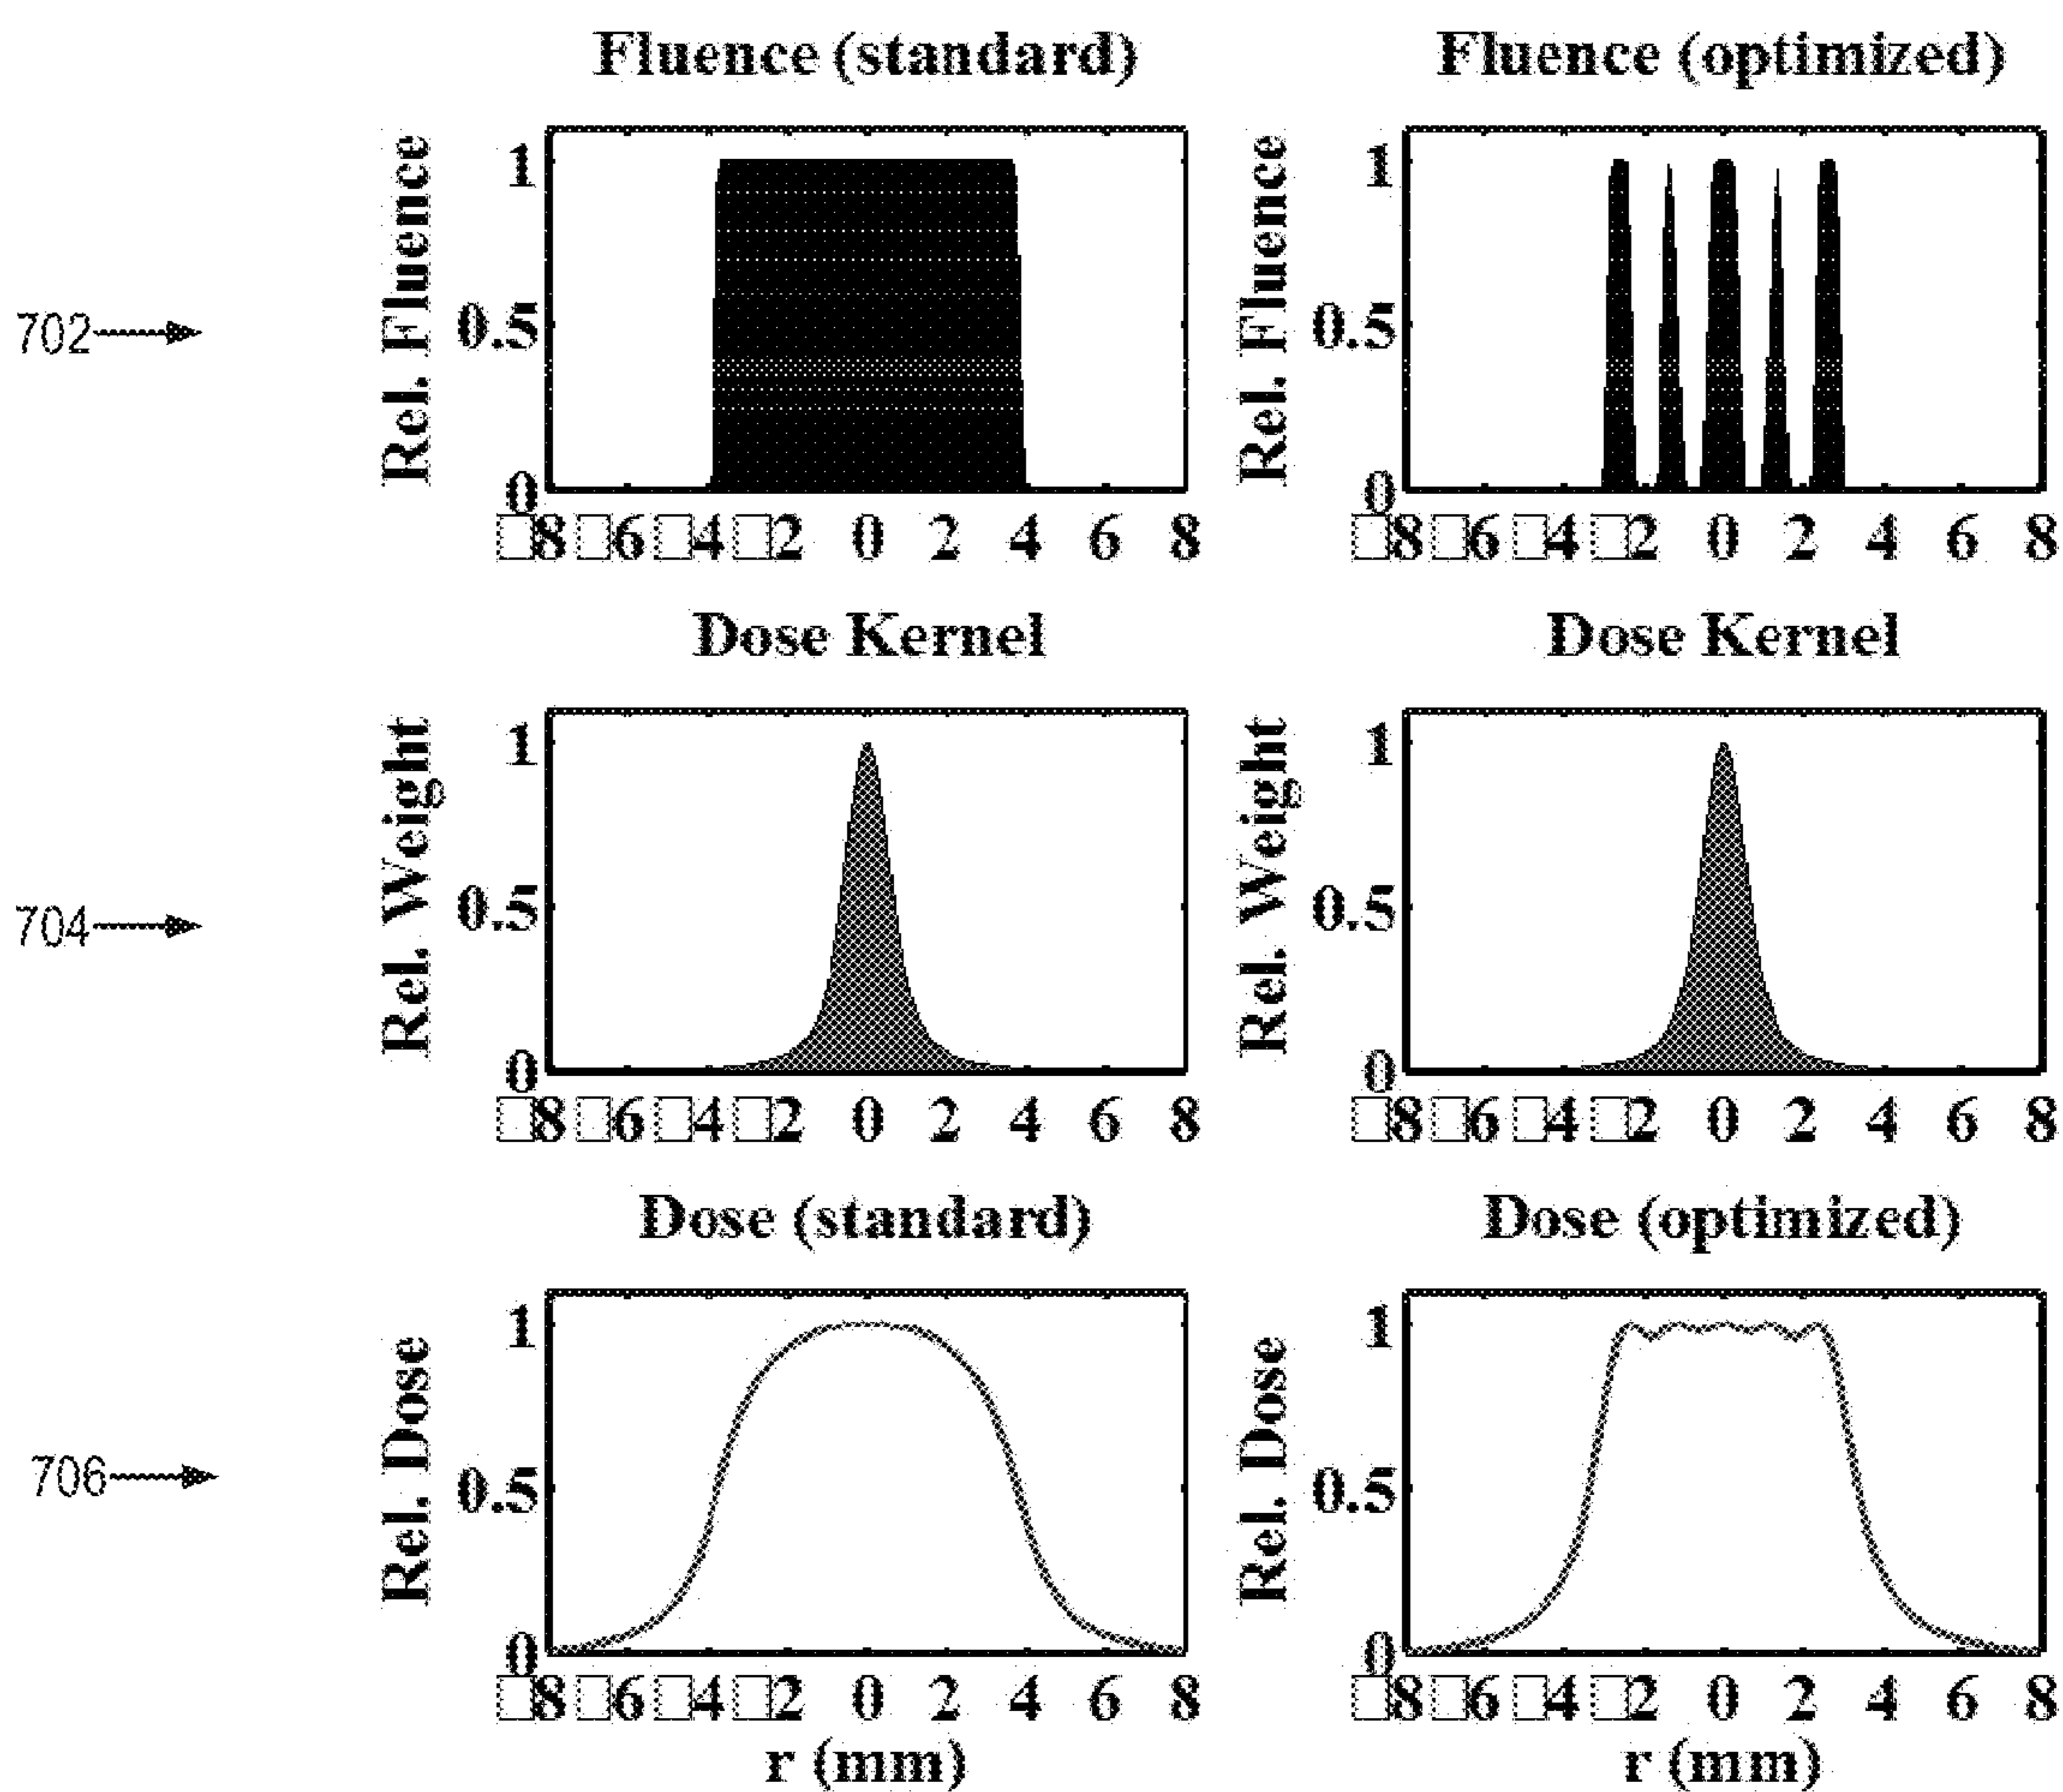 Fluence (standard)
Fluence (optimized)
702
Rel. Fluence
1
0.5
0
□8 □6 □4 □2 0 2 4 6 8
Rel. Fluence
1
0.5
0
□8 □6 □4 □2 0 2 4 6 8
Dose Kernel
Dose Kernel
704
Rel. Weight
1
0.5
0
□8 □6 □4 □2 0 2 4 6 8
Rel. Weight
1
0.5
0
□8 □6 □4 □2 0 2 4 6 8
Dose (standard)
Dose (optimized)
706
Rel. Dose
1
0.5
0
□8 □6 □4 □2 0 2 4 6 8
r (mm)
Rel. Dose
1
0.5
0
□8 □6 □4 □2 0 2 4 6 8
r (mm)